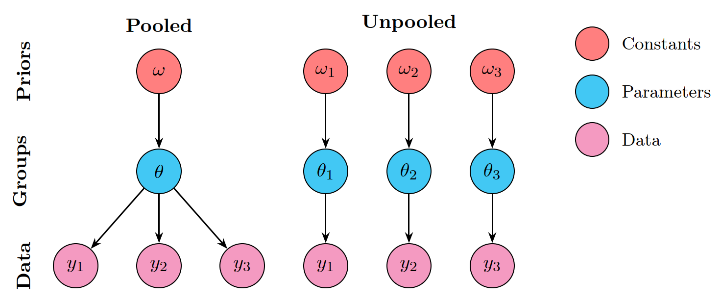 Pooled
Unpooled
Priors
ω
ω₁ ω₂ ω₃
Groups
θ
θ₁ θ₂ θ₃
Data
y₁ y₂ y₃
y₁ y₂ y₃
Constants
Parameters
Data